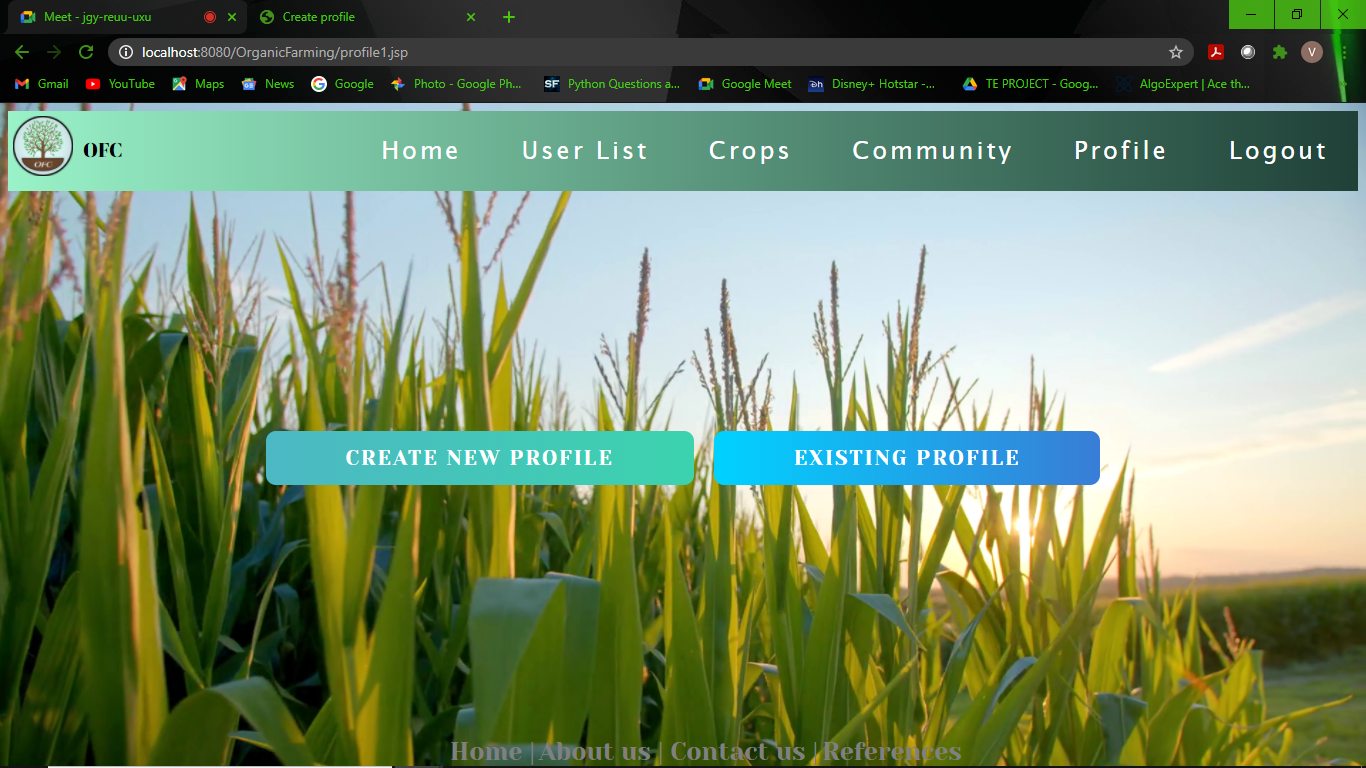 Meet - jgy-reuu-uxu
Create profile
localhost:8080/OrganicFarming/profile1.jsp
V
Gmail YouTube Maps News Google Photo - Google Ph... SF Python Questions a... Google Meet Disney+ Hotstar -... TE PROJECT - Goog... AlgoExpert | Ace th...
OFC OFC Home User List Crops Community Profile Logout
CREATE NEW PROFILE EXISTING PROFILE
Home | About us | Contact us | References